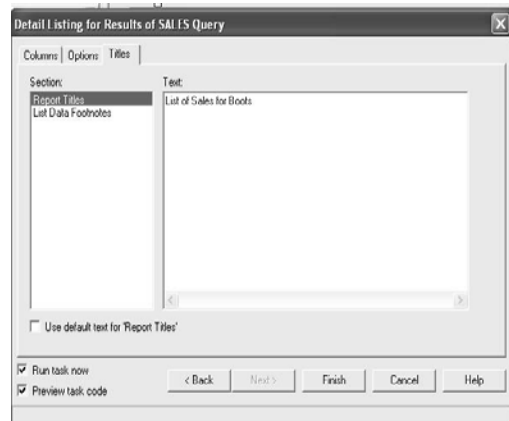 Detail Listing for Results of SALES Query
Columns Options Titles
Section: Text:
Report Titles List of Sales for Boots
List Data Footnotes
Use default text for 'Report Titles'
Run task now
Preview task code
< Back Next > Finish Cancel Help